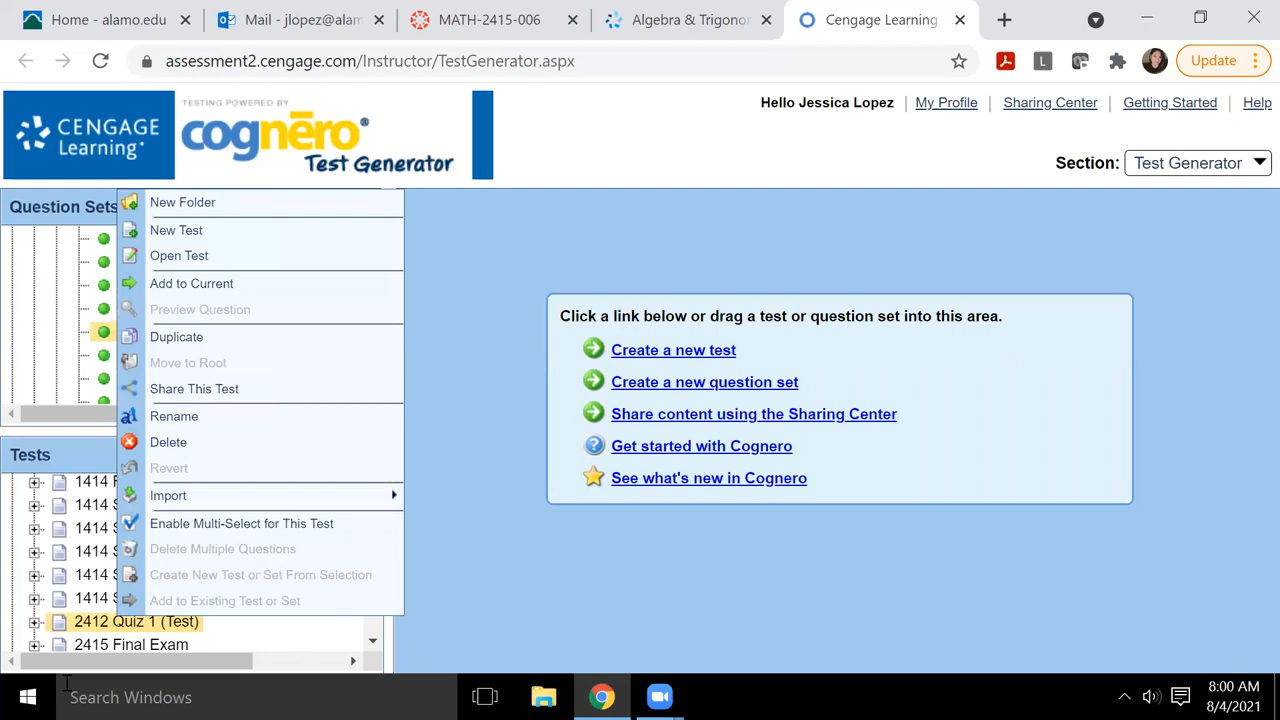 Home - alamo.edu
Mail - jlopez@alam
MATH-2415-006
Algebra & Trigono
Cengage Learning
assessment2.cengage.com/Instructor/TestGenerator.aspx
L
Update
CENGAGE
Learning
TESTING POWERED BY
cognēro®
Test Generator
Hello Jessica Lopez
My Profile
Sharing Center
Getting Started
Help
Section:
Test Generator
Question Sets
New Folder
New Test
Open Test
Add to Current
Preview Question
Duplicate
Move to Root
Share This Test
Rename
Delete
Revert
Import
Enable Multi-Select for This Test
Delete Multiple Questions
Create New Test or Set From Selection
Add to Existing Test or Set
Click a link below or drag a test or question set into this area.
Create a new test
Create a new question set
Share content using the Sharing Center
Get started with Cognero
See what's new in Cognero
Tests
1414 F
1414 S
1414 S
1414 S
1414 S
1414 S
2412 Quiz 1 (Test)
2415 Final Exam
Search Windows
8:00 AM
8/4/2021